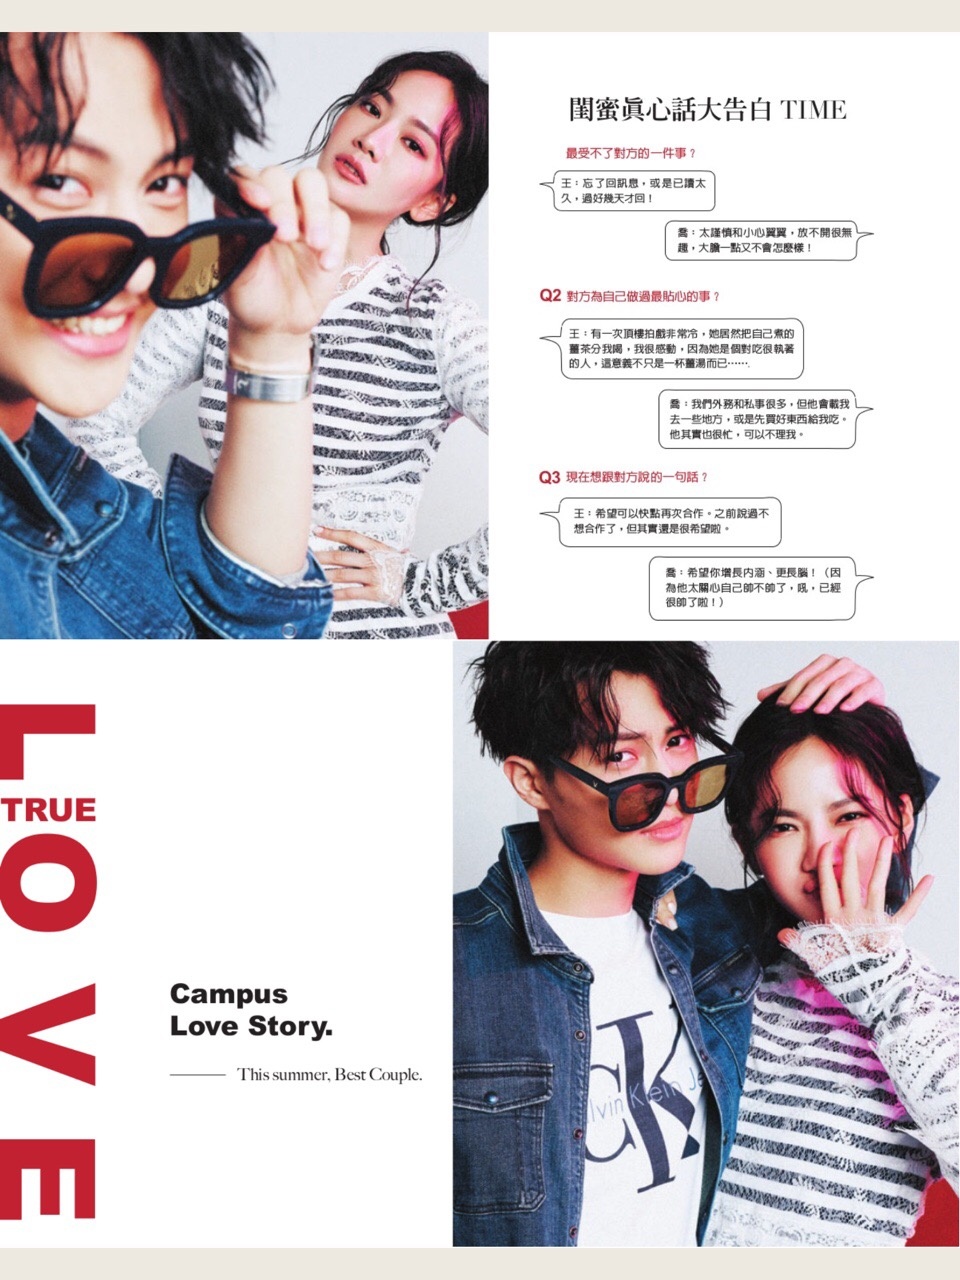 閨蜜真心話大告白 TIME
最受不了對方的一件事？
王：忘了回訊息，或是已讀太
久，過好幾天才回！
喬：太謹慎和小心翼翼，放不開很無
趣，大膽一點又不會怎麼樣！
Q2 對方為自己做過最貼心的事？
王：有一次頂樓拍戲非常冷，她居然把自己煮的
薑茶分我喝，我很感動，因為她是個對吃很執著
的人，這意義不只是一杯薑湯而已⋯⋯.
喬：我們外務和私事很多，但他會載我
去一些地方，或是先買好東西給我吃。
他其實也很忙，可以不理我。
Q3 現在想跟對方說的一句話？
王：希望可以快點再次合作。之前說過不
想合作了，但其實還是很希望啦。
喬：希望你增長內涵、更長腦！（因
為他太關心自己帥不帥了，吼，已經
很帥了啦！）
LOVE
TRUE
Campus
Love Story.
This summer, Best Couple.
CK
lvin Klein Je